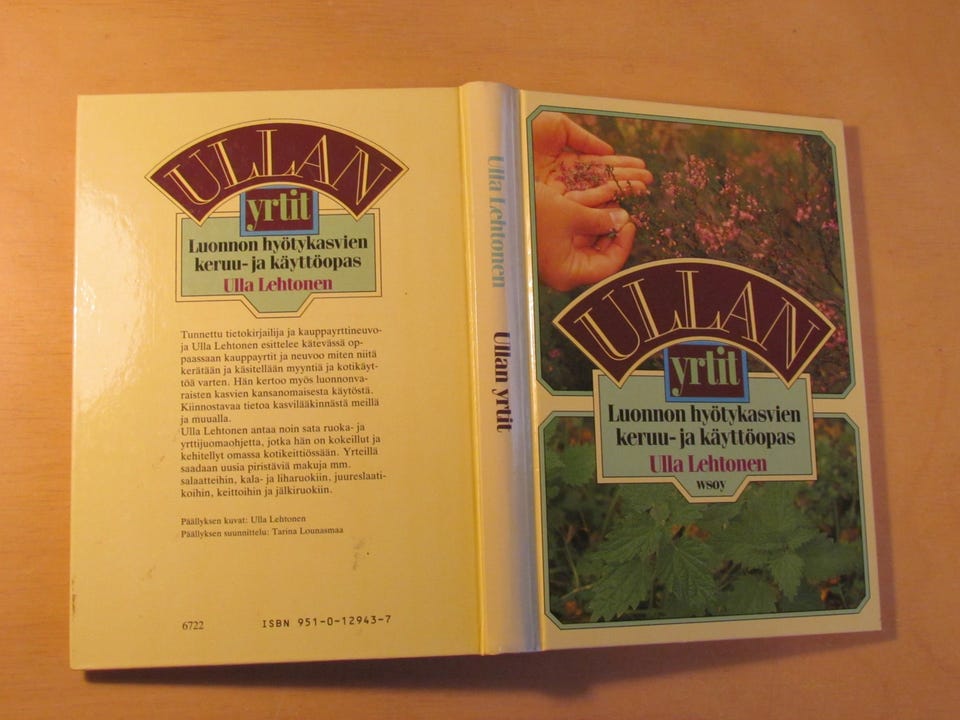 ULLAN
yrtit
Luonnon hyötykasvien
keruu- ja käyttöopas
Ulla Lehtonen
Tunnettu tietokirjailija ja kauppayrttineuvo-
ja Ulla Lehtonen esittelee kätevässä op-
paassaan kauppayrtit ja neuvoo miten niitä
kerätään ja käsitellään myyntiä ja kotikäyt-
töä varten. Hän kertoo myös luonnonva-
raisten kasvien kansanomaisesta käytöstä.
Kiinnostavaa tietoa kasvilääkinnästä meillä
ja muualla.
Ulla Lehtonen antaa noin sata ruoka- ja
yrttijuomaohjetta, jotka hän on kokeillut ja
kehitellyt omassa kotikeittiössään. Yrteillä
saadaan uusia piristäviä makuja mm.
salaatteihin, kala- ja liharuokiin, juureslaati-
koihin, keittoihin ja jälkiruokiin.
Päällyksen kuvat: Ulla Lehtonen
Päällyksen suunnittelu: Tarina Lounasmaa
6722
ISBN 951-0-12943-7
Ulla Lehtonen
Ullan yrtit
ULLAN
yrtit
Luonnon hyötykasvien
keruu- ja käyttöopas
Ulla Lehtonen
wsoy